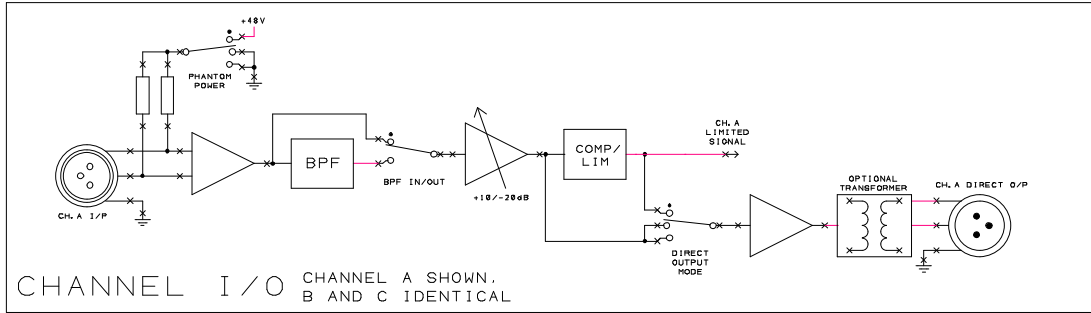 +48V
PHANTOM
POWER
CH.A I/P
BPF
BPF IN/OUT
+10/-20dB
COMP/
LIM
CH.A
LIMITED
SIGNAL
DIRECT
OUTPUT
MODE
OPTIONAL
TRANSFORMER
CH.A DIRECT O/P
CHANNEL I/O
CHANNEL A SHOWN.
B AND C IDENTICAL